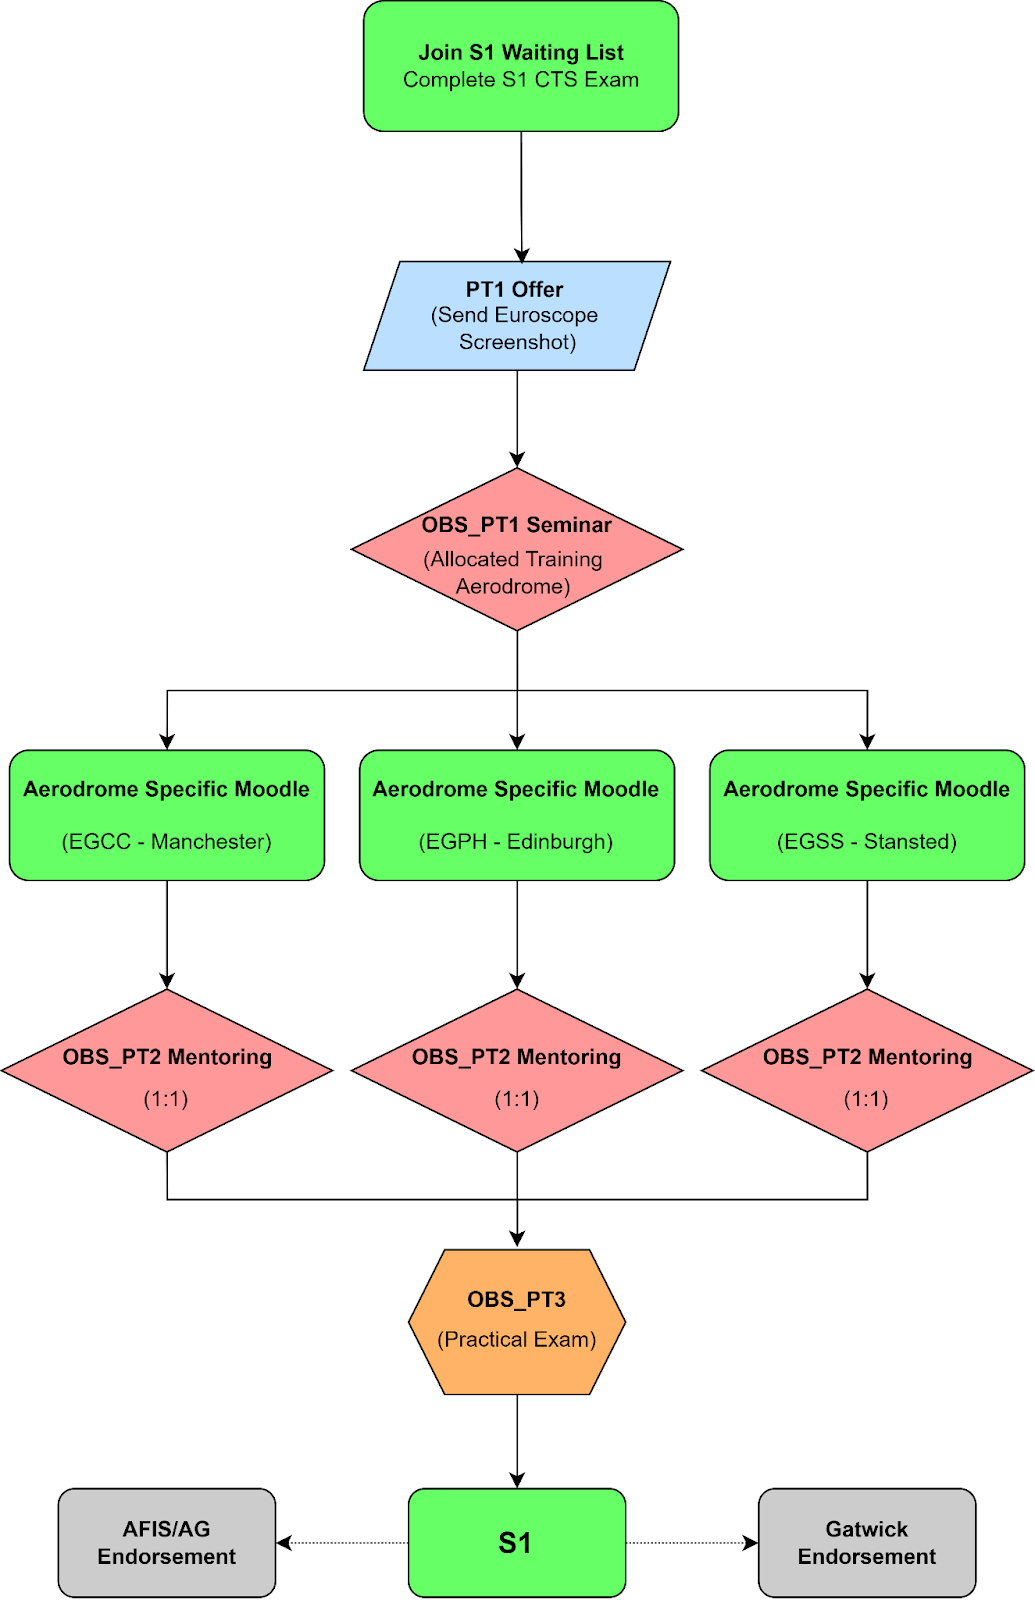 Join S1 Waiting List
Complete S1 CTS Exam
PT1 Offer
(Send Euroscope
Screenshot)
OBS_PT1 Seminar
(Allocated Training
Aerodrome)
Aerodrome Specific Moodle
(EGCC - Manchester)
Aerodrome Specific Moodle
(EGPH - Edinburgh)
Aerodrome Specific Moodle
(EGSS - Stansted)
OBS_PT2 Mentoring
(1:1)
OBS_PT2 Mentoring
(1:1)
OBS_PT2 Mentoring
(1:1)
OBS_PT3
(Practical Exam)
AFIS/AG
Endorsement
S1
Gatwick
Endorsement